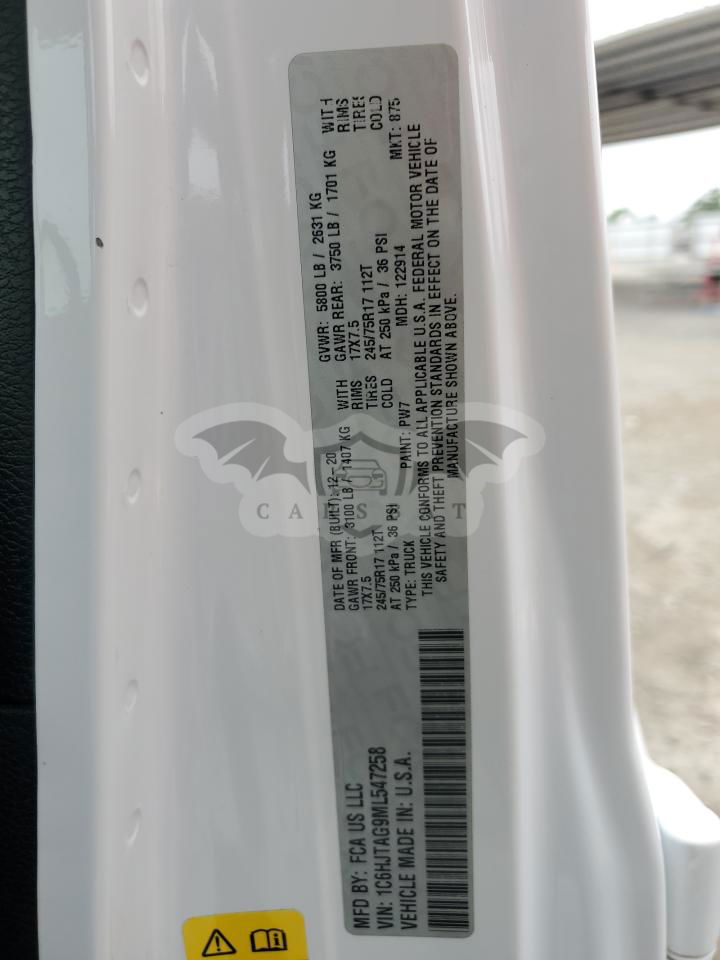 MFD BY: FCA US LLC
VIN: 1C6HJTAG9ML547258
VEHICLE MADE IN: U.S.A.
DATE OF MFR (BUILT): 12-20
GAWR FRONT: 3100 LB / 1407 KG WITH
17X7.5 RIMS
245/75R17 112T TIRES
AT 250 kPa / 36 PSI COLD
TYPE: TRUCK PAINT: PW7
GVWR: 5800 LB / 2631 KG
GAWR REAR: 3750 LB / 1701 KG WITH
17X7.5 RIMS
245/75R17 112T TIRES
AT 250 kPa / 36 PSI COLD
MDH: 122914 MKT: 875
THIS VEHICLE CONFORMS TO ALL APPLICABLE U.S.A. FEDERAL MOTOR VEHICLE
SAFETY AND THEFT PREVENTION STANDARDS IN EFFECT ON THE DATE OF
MANUFACTURE SHOWN ABOVE.